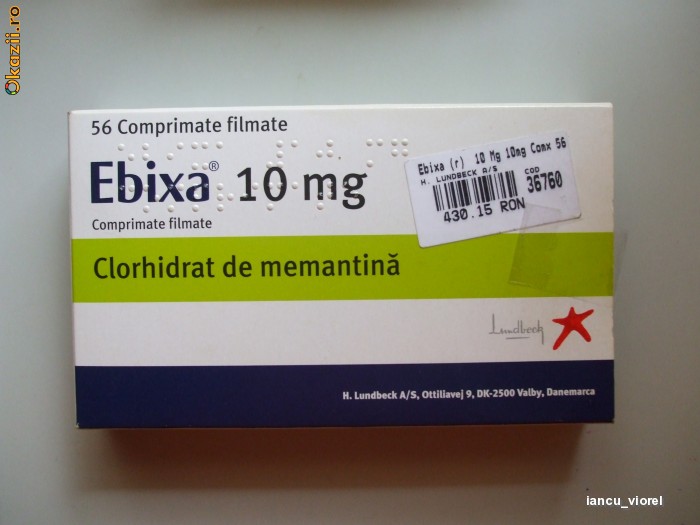 Okazii.ro
56 Comprimate filmate
Ebixa® 10 mg
Comprimate filmate
Ebixa (r) 10 Mg 10mg Comx 56
H. LUNDBECK A/S
COD
36760
430.15 RON
Clorhidrat de memantină
Lundbeck
H. Lundbeck A/S, Ottiliavej 9, DK-2500 Valby, Danemarca
iancu_viorel